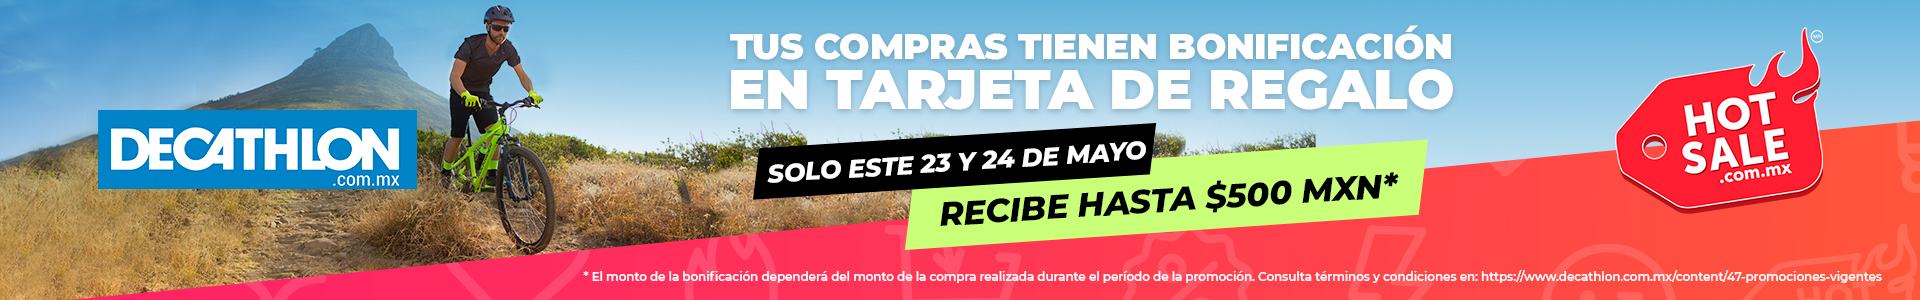 DECATHLON
.com.mx
TUS COMPRAS TIENEN BONIFICACIÓN
EN TARJETA DE REGALO
SOLO ESTE 23 Y 24 DE MAYO
RECIBE HASTA $500 MXN*
HOT
SALE
.com.mx
* El monto de la bonificación dependerá del monto de la compra realizada durante el período de la promoción. Consulta términos y condiciones en: https://www.decathlon.com.mx/content/47-promociones-vigentes